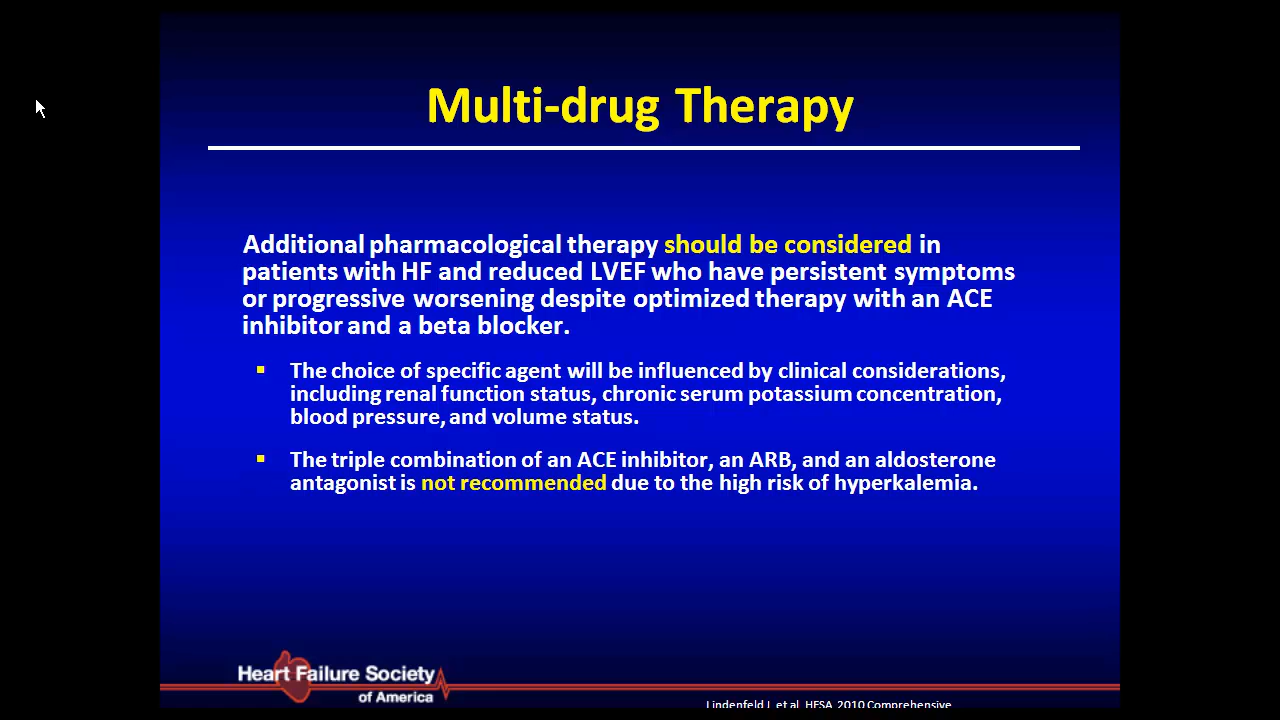 Multi-drug Therapy
Additional pharmacological therapy should be considered in
patients with HF and reduced LVEF who have persistent symptoms
or progressive worsening despite optimized therapy with an ACE
inhibitor and a beta blocker.
The choice of specific agent will be influenced by clinical considerations,
including renal function status, chronic serum potassium concentration,
blood pressure, and volume status.
The triple combination of an ACE inhibitor, an ARB, and an aldosterone
antagonist is not recommended due to the high risk of hyperkalemia.
Heart Failure Society
of America
Lindenfeld J, et al. HFSA 2010 Comprehensive